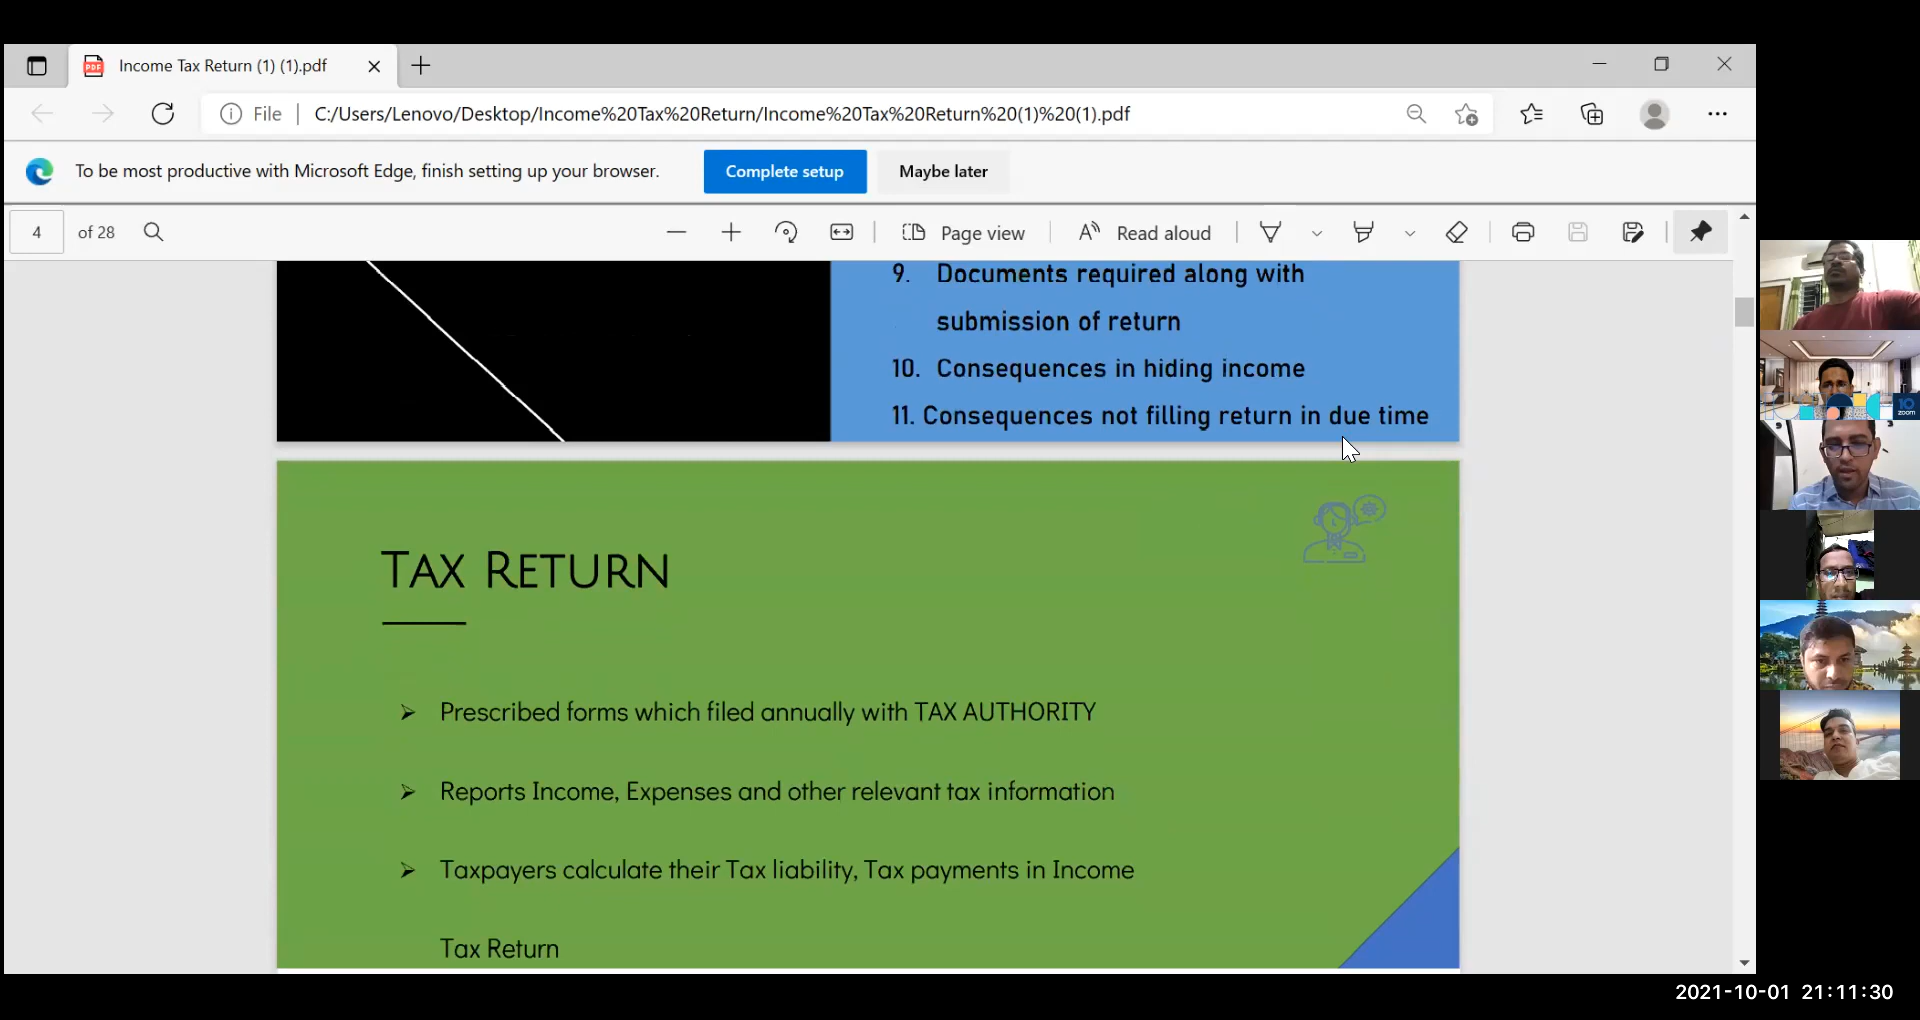 Income Tax Return (1) (1).pdf
File
C:/Users/Lenovo/Desktop/Income%20Tax%20Return/Income%20Tax%20Return%20(1)%20(1).pdf
To be most productive with Microsoft Edge, finish setting up your browser.
Complete setup
Maybe later
4 of 28
Page view
Read aloud
9. Documents required along with
submission of return
10. Consequences in hiding income
11. Consequences not filling return in due time
TAX RETURN
➢ Prescribed forms which filed annually with TAX AUTHORITY
➢ Reports Income, Expenses and other relevant tax information
➢ Taxpayers calculate their Tax liability, Tax payments in Income
Tax Return
10
zoom
2021-10-01 21:11:30